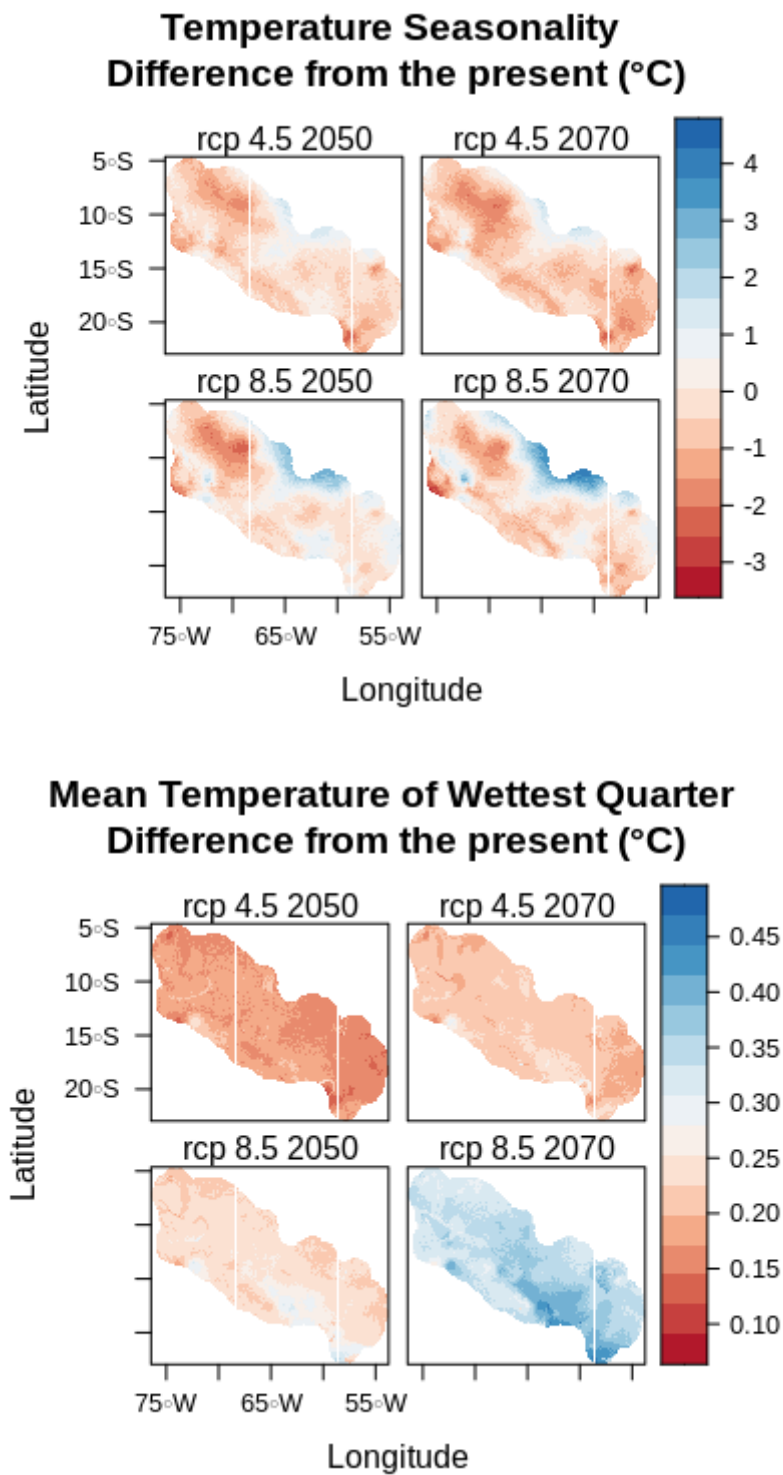 Temperature Seasonality
Difference from the present (°C)
rcp 4.5 2050
rcp 4.5 2070
5°S
10°S
15°S
20°S
4
3
2
1
0
-1
-2
-3
rcp 8.5 2050
rcp 8.5 2070
Latitude
75°W
65°W
55°W
Longitude
Mean Temperature of Wettest Quarter
Difference from the present (°C)
rcp 4.5 2050
rcp 4.5 2070
5°S
10°S
15°S
20°S
0.45
0.40
0.35
0.30
0.25
0.20
0.15
0.10
rcp 8.5 2050
rcp 8.5 2070
Latitude
75°W
65°W
55°W
Longitude